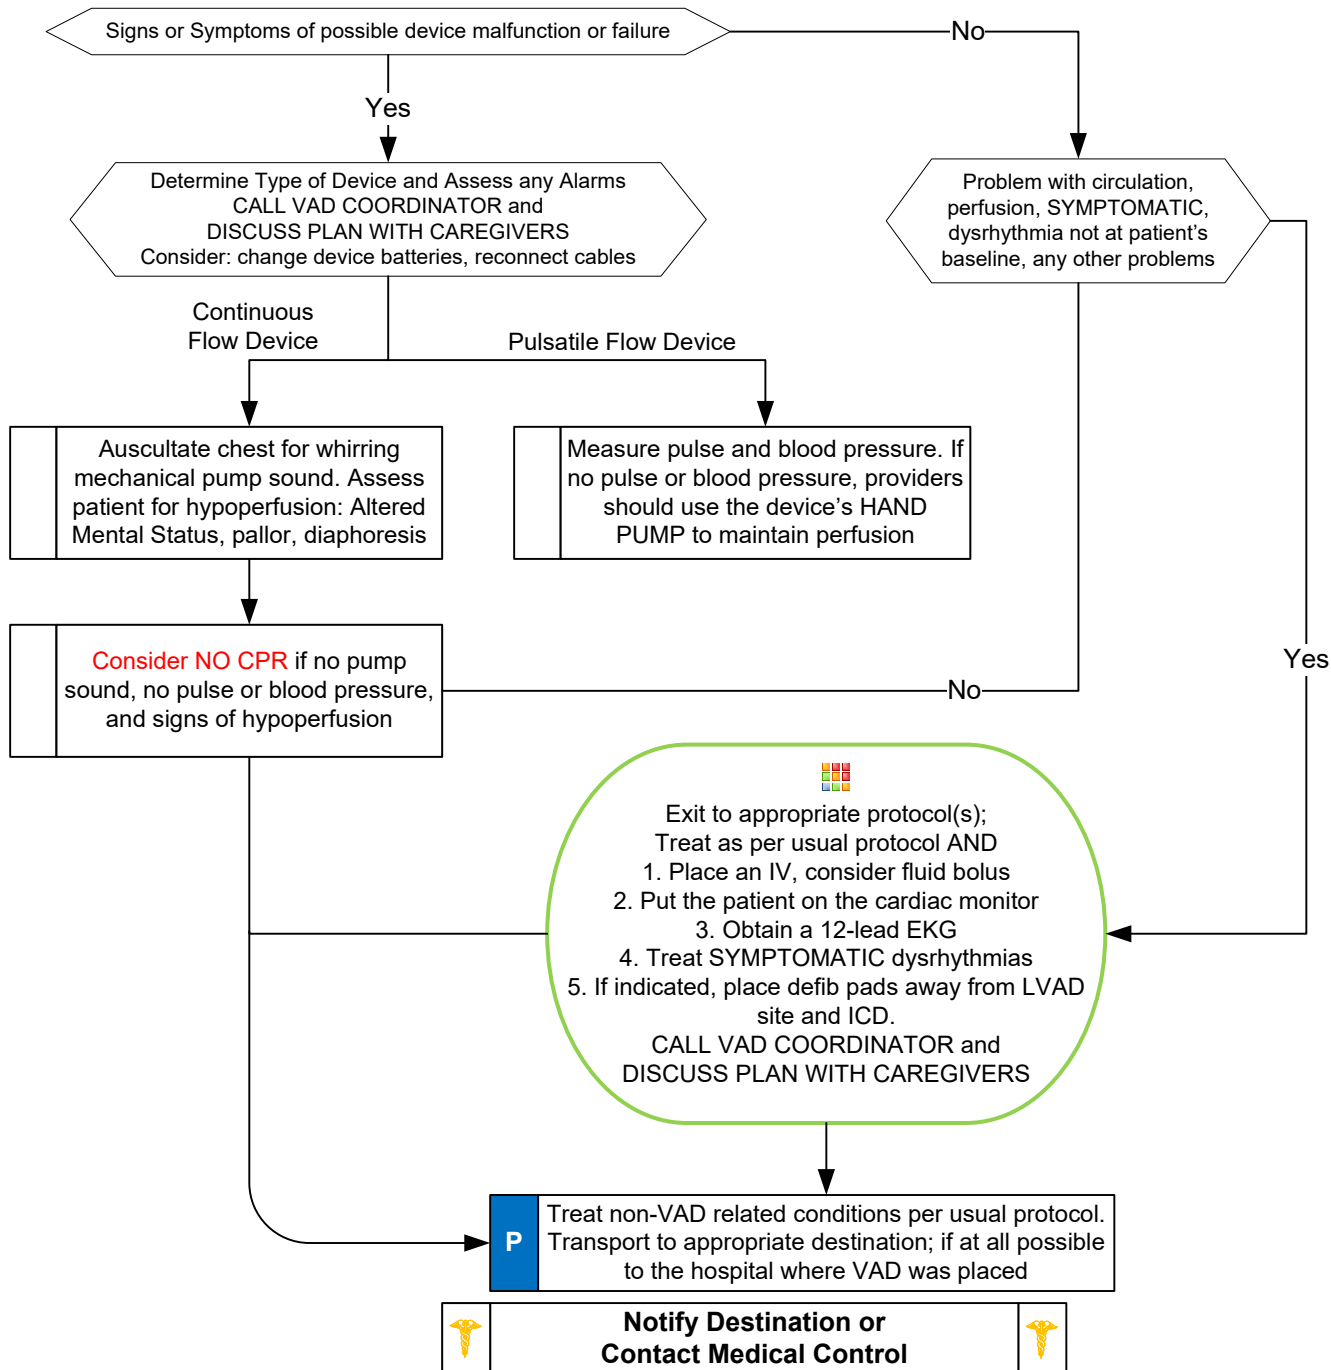 Signs or Symptoms of possible device malfunction or failure
No
Yes
Determine Type of Device and Assess any Alarms
CALL VAD COORDINATOR and
DISCUSS PLAN WITH CAREGIVERS
Consider: change device batteries, reconnect cables
Problem with circulation,
perfusion, SYMPTOMATIC,
dysrhythmia not at patient’s
baseline, any other problems
Continuous
Flow Device
Pulsatile Flow Device
Auscultate chest for whirring
mechanical pump sound. Assess
patient for hypoperfusion: Altered
Mental Status, pallor, diaphoresis
Measure pulse and blood pressure. If
no pulse or blood pressure, providers
should use the device’s HAND
PUMP to maintain perfusion
Consider NO CPR if no pump
sound, no pulse or blood pressure,
and signs of hypoperfusion
No
Yes
Exit to appropriate protocol(s);
Treat as per usual protocol AND
1. Place an IV, consider fluid bolus
2. Put the patient on the cardiac monitor
3. Obtain a 12-lead EKG
4. Treat SYMPTOMATIC dysrhythmias
5. If indicated, place defib pads away from LVAD
site and ICD.
CALL VAD COORDINATOR and
DISCUSS PLAN WITH CAREGIVERS
P
Treat non-VAD related conditions per usual protocol.
Transport to appropriate destination; if at all possible
to the hospital where VAD was placed
Notify Destination or
Contact Medical Control